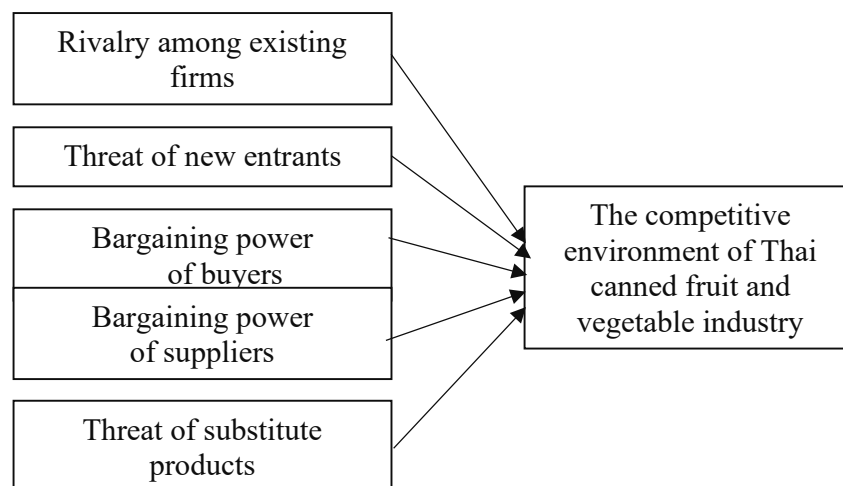 Rivalry among existing
firms
Threat of new entrants
Bargaining power
of buyers
Bargaining power
of suppliers
Threat of substitute
products
The competitive
environment of Thai
canned fruit and
vegetable industry